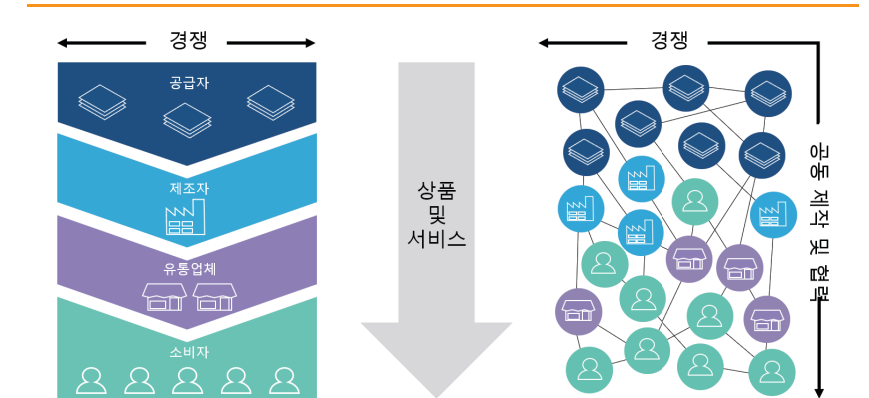 경쟁
공급자
제조자
유통업체
소비자
상품
및
서비스
경쟁
공동 제작 및 협력